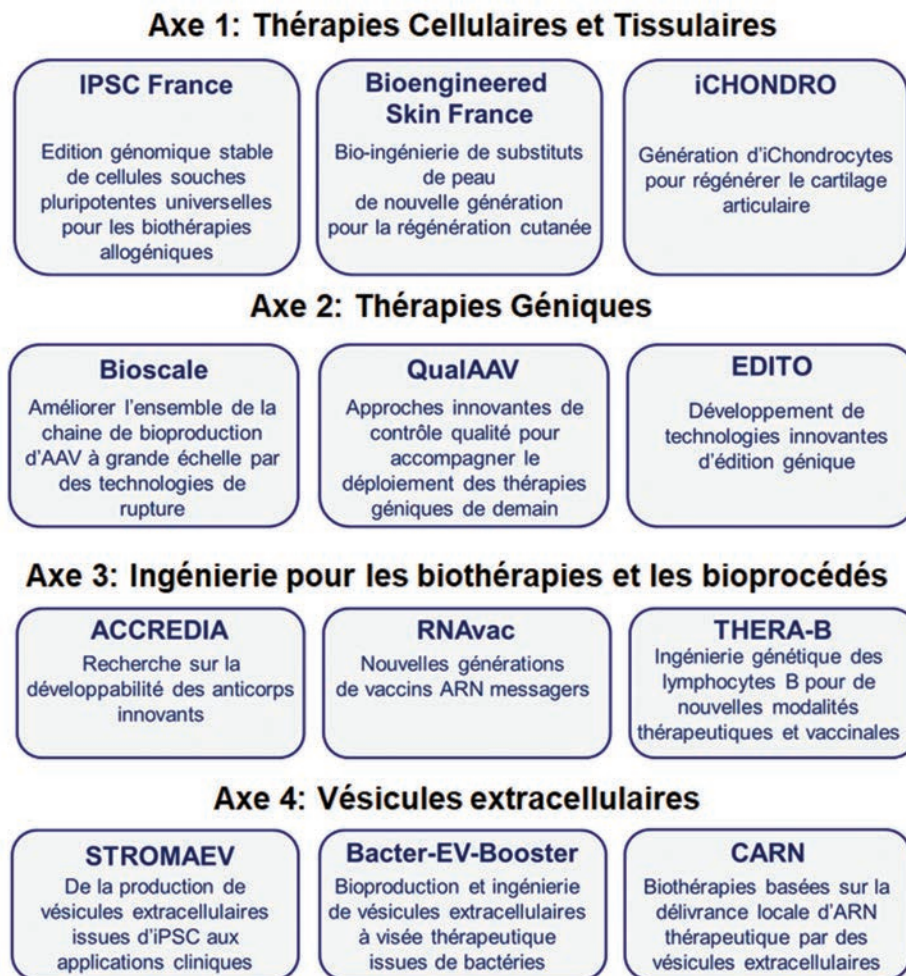 Axe 1: Thérapies Cellulaires et Tissulaires
IPSC France
Edition génomique stable
de cellules souches
pluripotentes universelles
pour les biothérapies
allogéniques
Bioengineered
Skin France
Bio-ingénierie de substituts
de peau
de nouvelle génération
pour la régénération cutanée
iCHONDRO
Génération d'iChondrocytes
pour régénérer le cartilage
articulaire
Axe 2: Thérapies Géniques
Bioscale
Améliorer l'ensemble de la
chaine de bioproduction
d'AAV à grande échelle par
des technologies de
rupture
QualAAV
Approches innovantes de
contrôle qualité pour
accompagner le
déploiement des thérapies
géniques de demain
EDITO
Développement de
technologies innovantes
d'édition génique
Axe 3: Ingénierie pour les biothérapies et les bioprocédés
ACCREDIA
Recherche sur la
développabilité des anticorps
innovants
RNAvac
Nouvelles générations
de vaccins ARN messagers
THERA-B
Ingénierie génétique des
lymphocytes B pour de
nouvelles modalités
thérapeutiques et vaccinales
Axe 4: Vésicules extracellulaires
STROMAEV
De la production de
vésicules extracellulaires
issues d'iPSC aux
applications cliniques
Bacter-EV-Booster
Bioproduction et ingénierie
de vésicules extracellulaires
à visée thérapeutique
issues de bactéries
CARN
Biothérapies basées sur la
délivrance locale d'ARN
thérapeutique par des
vésicules extracellulaires